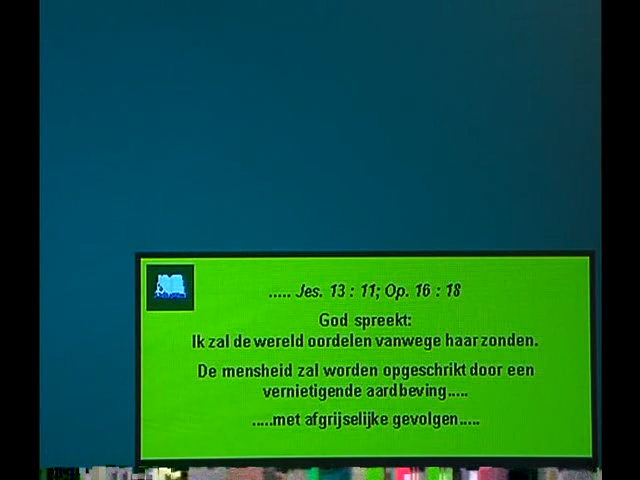 ..... Jes. 13 : 11; Op. 16 : 18
God spreekt:
Ik zal de wereld oordelen vanwege haar zonden.
De mensheid zal worden opgeschrikt door een
vernietigende aardbeving.....
.....met afgrijselijke gevolgen.....